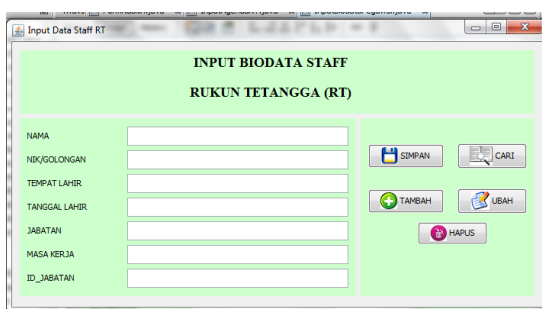 Input Data Staff RT
INPUT BIODATA STAFF
RUKUN TETANGGA (RT)
NAMA
NIK/GOLONGAN
TEMPAT LAHIR
TANGGAL LAHIR
JABATAN
MASA KERJA
ID_JABATAN
SIMPAN
CARI
TAMBAH
UBAH
HAPUS